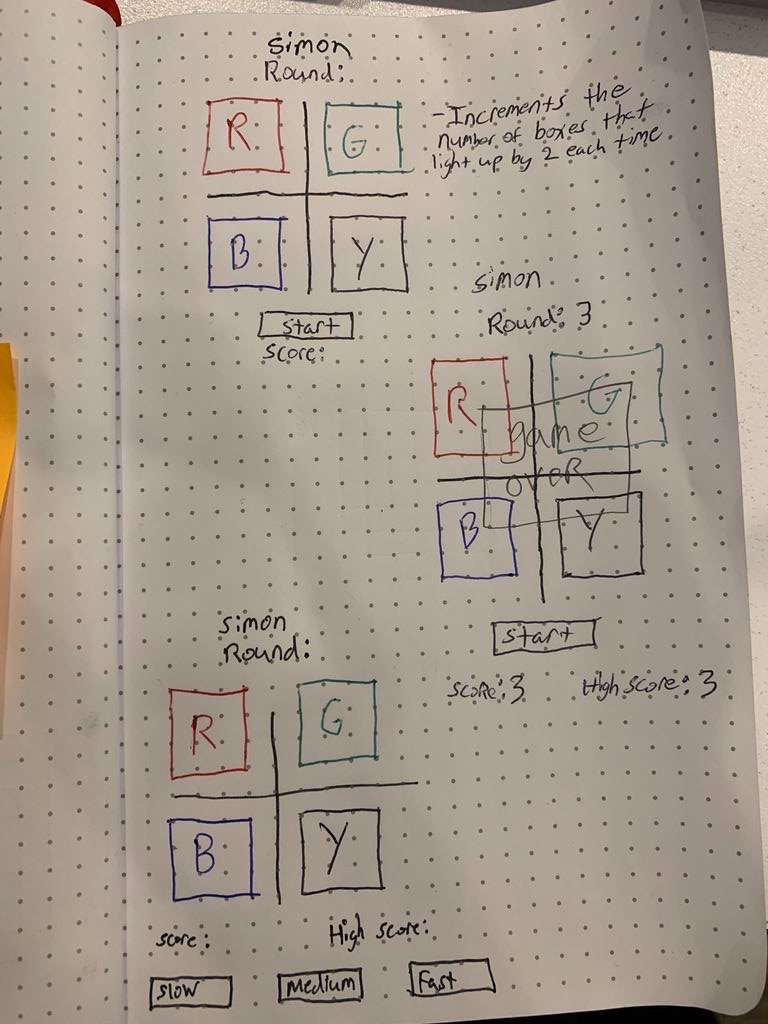 Simon
Round:
R
G
B
Y
Start
Score:
-Increments the
number of boxes that
light up by 2 each time.
Simon
Round: 3
R
G
game
over
B
Y
Start
Score: 3
High score: 3
Simon
Round:
R
G
B
Y
Score:
High score:
Slow
Medium
Fast